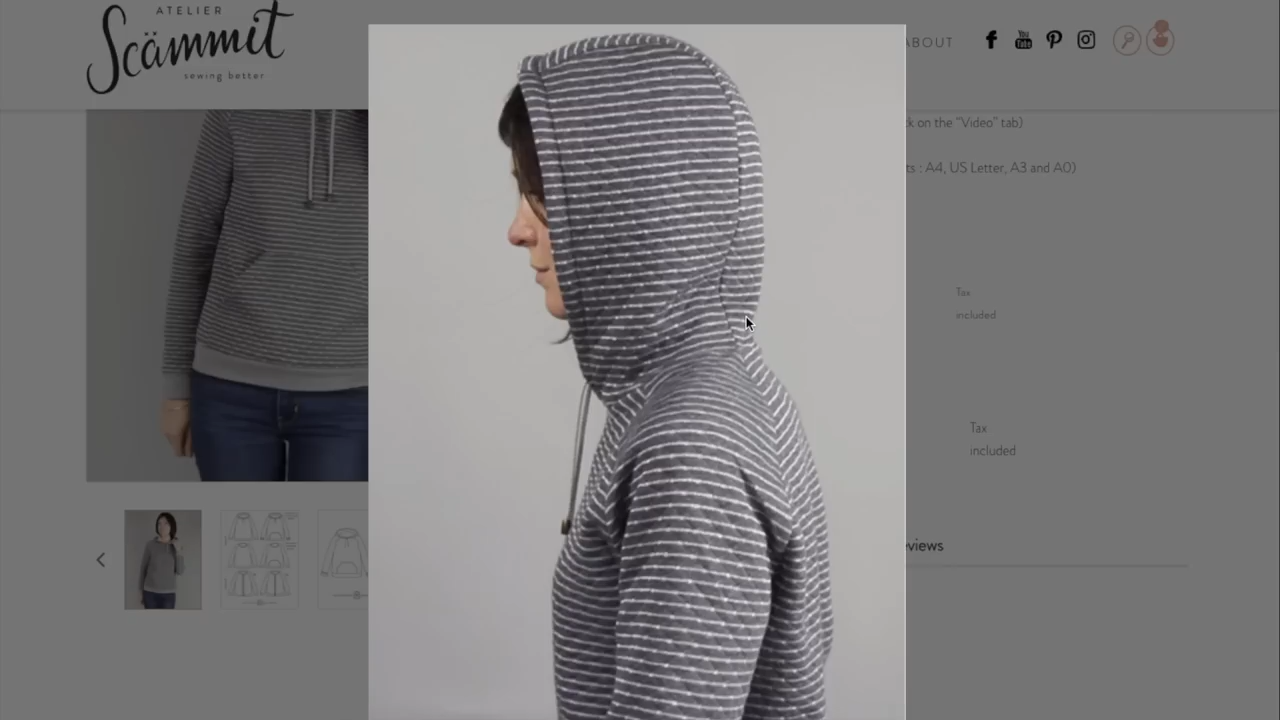 ATELIER
Scämmit
sewing better
ABOUT
k on the "Video" tab)
ts : A4, US Letter, A3 and A0)
Tax
included
Tax
included
eviews